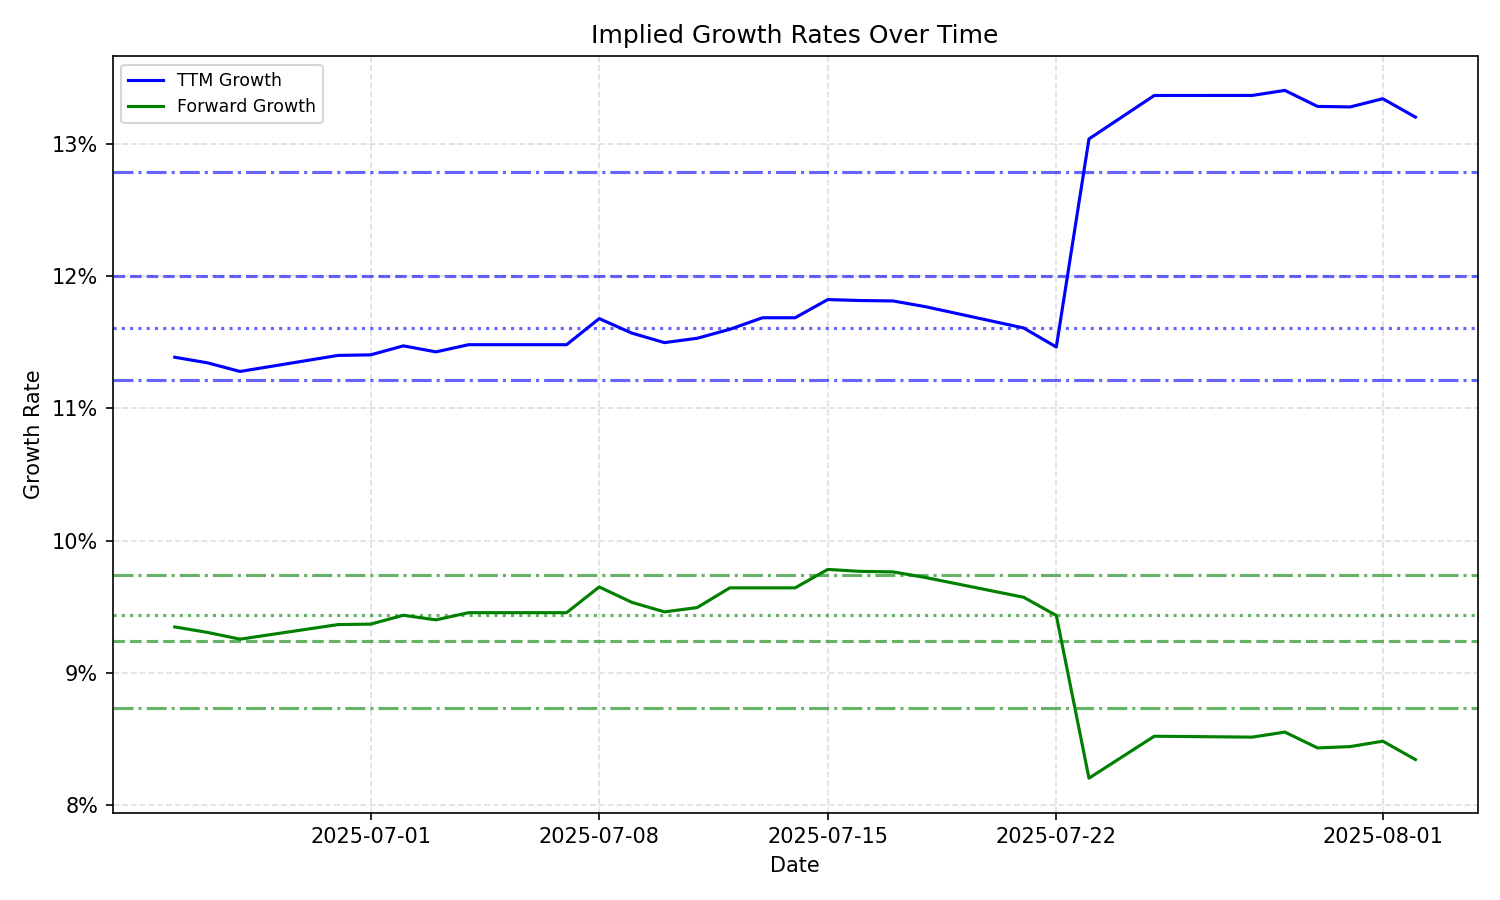 Implied Growth Rates Over Time
TTM Growth
Forward Growth
13%
12%
11%
10%
9%
8%
Growth Rate
2025-07-01
2025-07-08
2025-07-15
2025-07-22
2025-08-01
Date